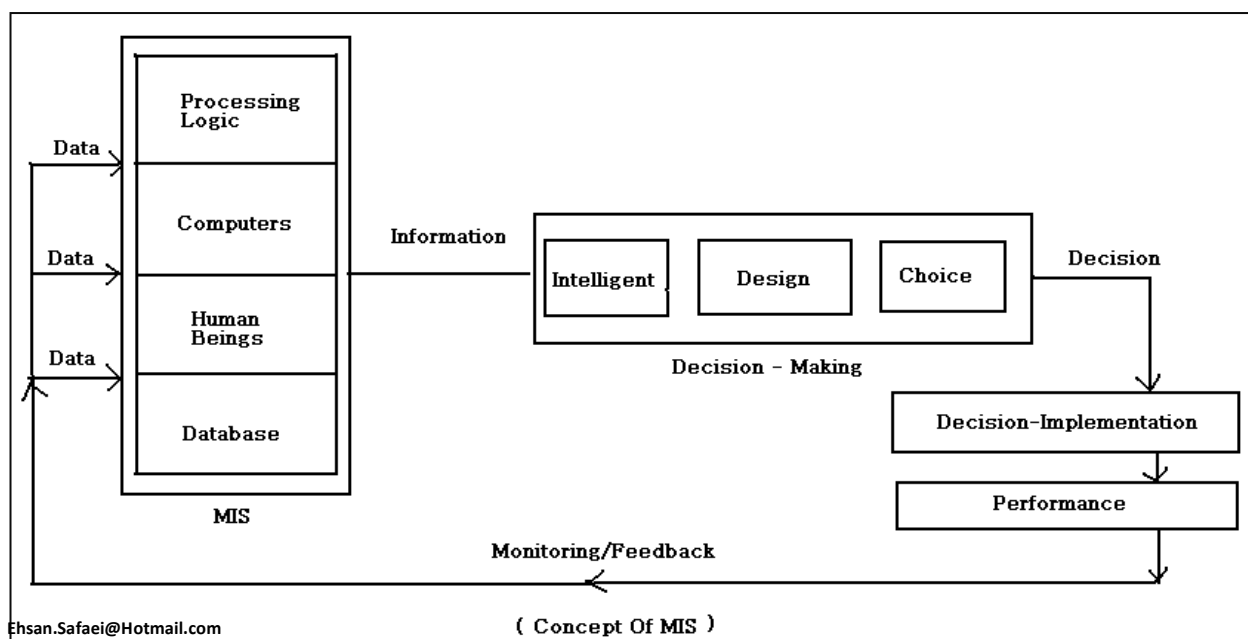 Processing
Logic
Data
Computers
Information
Data
Intelligent
Design
Choice
Decision
Human
Beings
Data
Decision - Making
Database
Decision-Implementation
MIS
Performance
Monitoring/Feedback
Ehsan.Safaei@Hotmail.com
( Concept Of MIS )